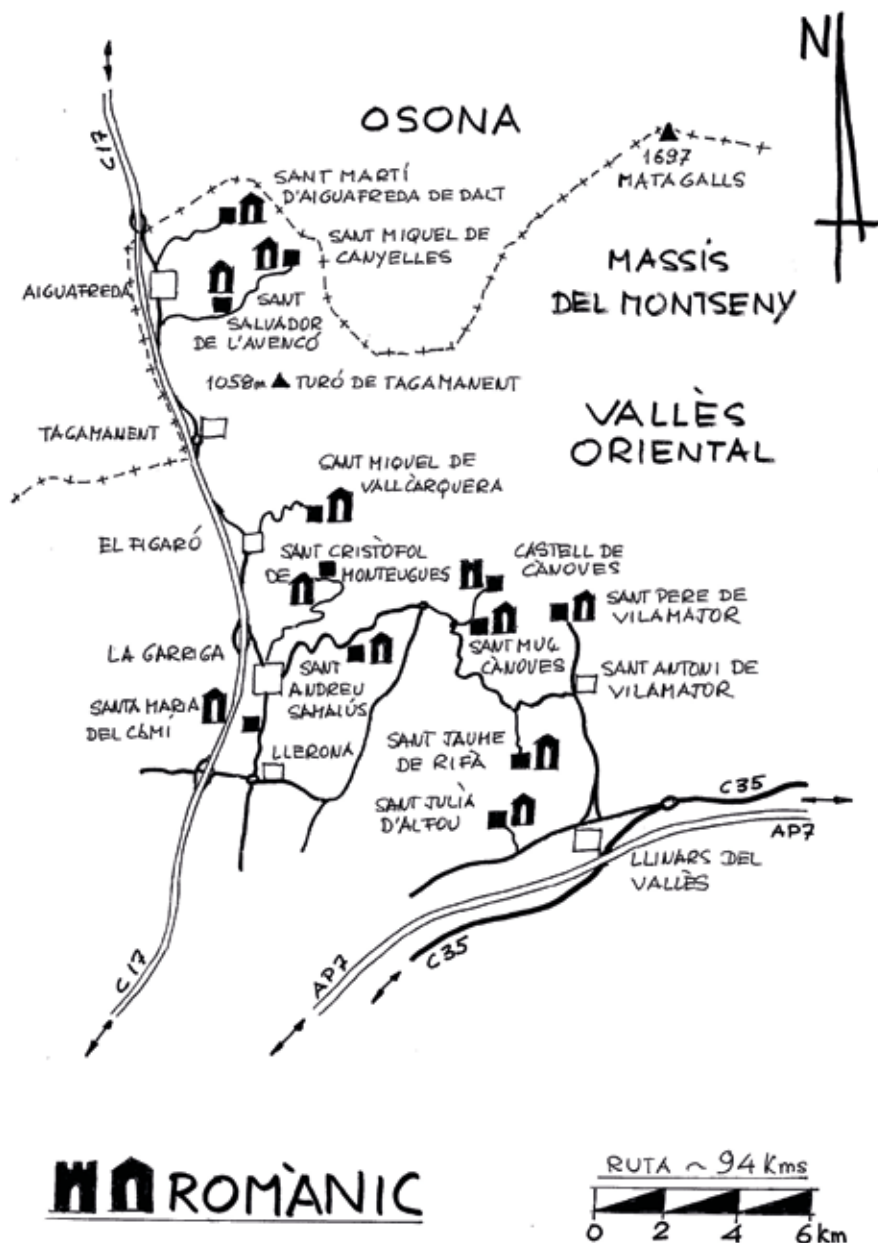 N
OSONA
C17
1697
MATAGALLS
SANT MARTÍ
D'AIGUAFREDA DE DALT
SANT MIQUEL DE
CANYELLES
MASSÍS
DEL MONTSENY
AIGUAFREDA
SANT
SALVADOR
DE L'AVENCÓ
1058m TURÓ DE TAGAMANENT
VALLÈS
ORIENTAL
TAGAMANENT
SANT MIQUEL DE
VALLCÀRQUERA
EL FIGARÓ
SANT CRISTÒFOL
DE MONTEUGUES
CASTELL DE
CÀNOVES
SANT PERE DE
VILAMAJOR
LA GARRIGA
SANT
ANDREU
SAMALÚS
SANT MUÇ
CÀNOVES
SANT ANTONI DE
VILAMAJOR
SANTA MARIA
DEL CAMÍ
LLERONA
SANT JAUME
DE RIFÀ
SANT JULIÀ
D'ALFOU
C35
AP7
LLINARS DEL
VALLÈS
C17
AP7
C35
ROMÀNIC
RUTA ~ 94 Kms
0 2 4 6 km